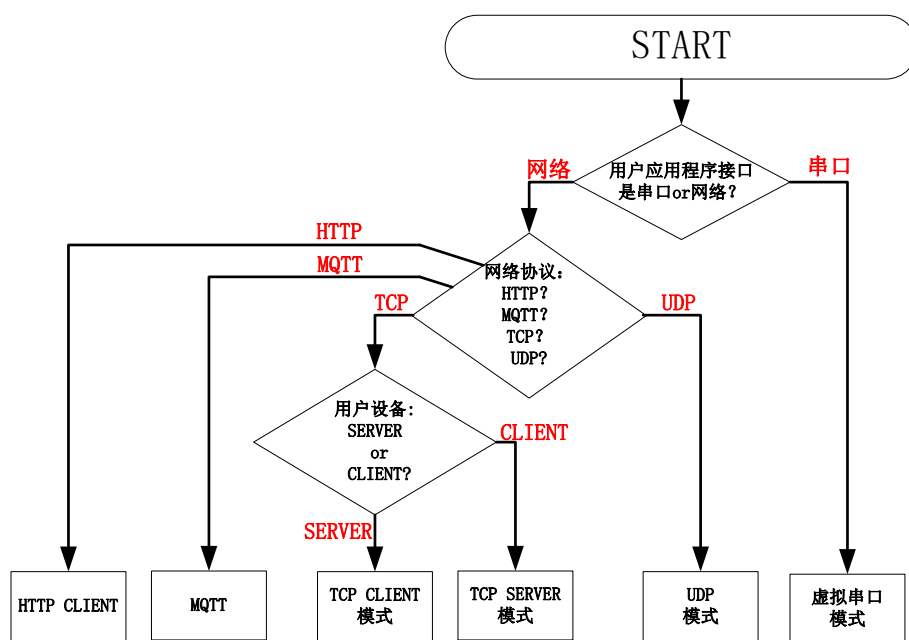 START
用户应用程序接口
是串口or网络?
网络
串口
网络协议:
HTTP?
MQTT?
TCP?
UDP?
HTTP
MQTT
TCP
UDP
用户设备:
SERVER
or
CLIENT?
CLIENT
SERVER
HTTP CLIENT
MQTT
TCP CLIENT
模式
TCP SERVER
模式
UDP
模式
虚拟串口
模式